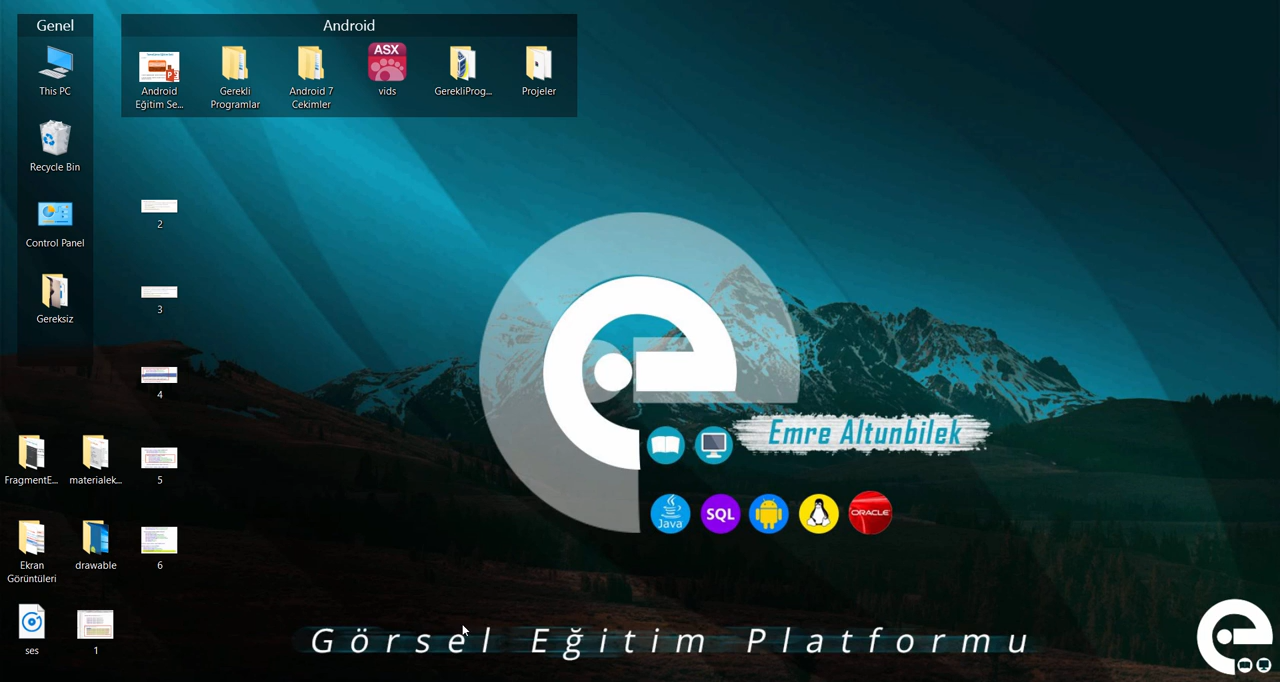 Genel
Android
This PC
Android
Eğitim Se...
Gerekli
Programlar
Android 7
Cekimler
ASX
vids
GerekliProg...
Projeler
Recycle Bin
2
Control Panel
3
Gereksiz
4
Emre Altunbilek
FragmentE...
materialek...
5
Java
SQL
ORACLE
Ekran
Görüntüleri
drawable
6
ses
1
Görsel Eğitim Platformu